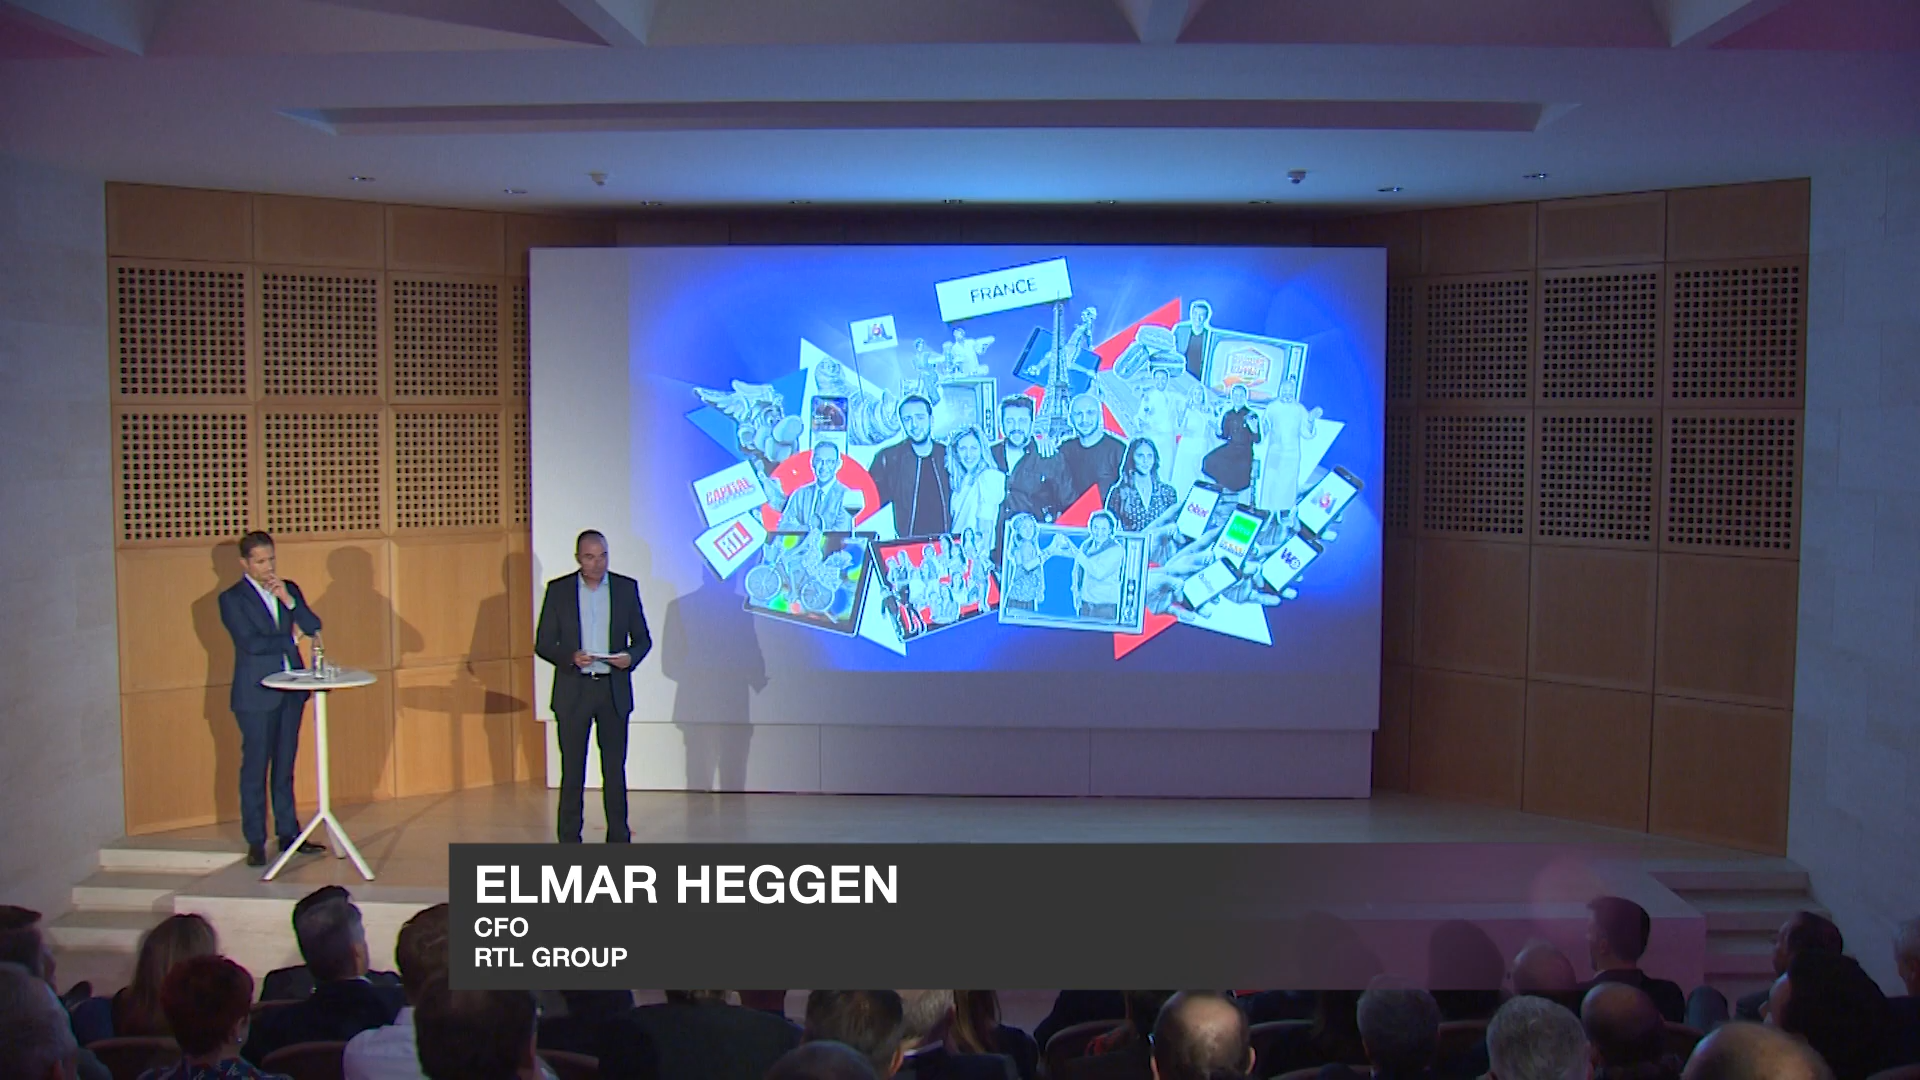 FRANCE
CAPITAL
RTL
ELMAR HEGGEN
CFO
RTL GROUP